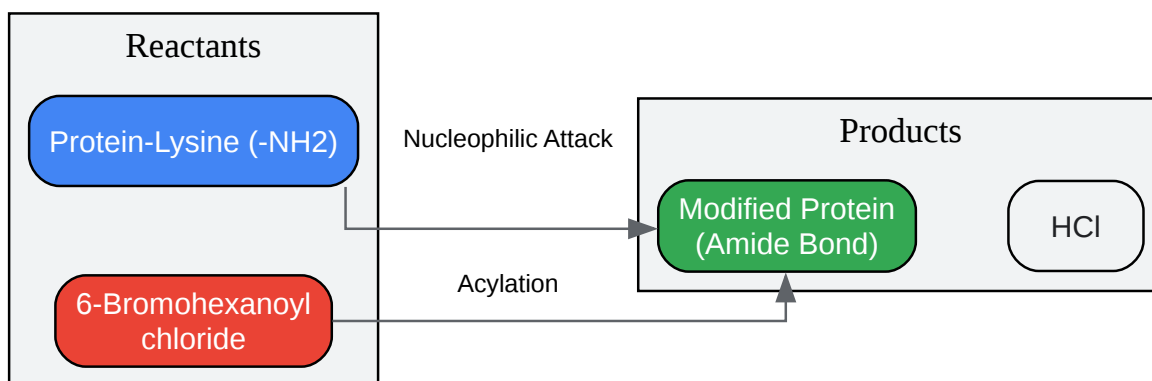 Reactants
Protein-Lysine (-NH2)
6-Bromohexanoyl
chloride
Nucleophilic Attack
Acylation
Products
Modified Protein
(Amide Bond)
HCl